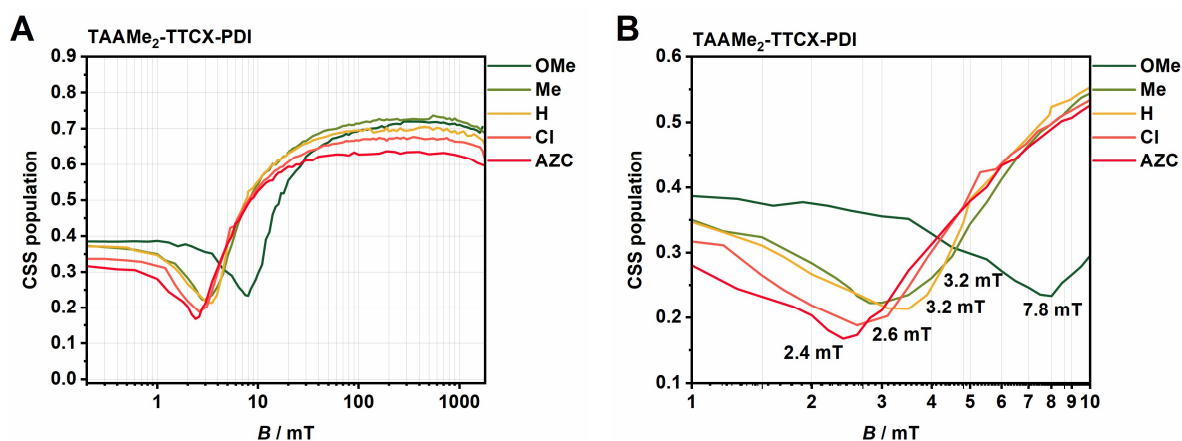 A
TAAMe₂-TTCX-PDI
0.9
0.8
0.7
0.6
0.5
0.4
0.3
0.2
0.1
0.0
CSS population
1
10
100
1000
B / mT
OMe
Me
H
Cl
AZC
B
TAAMe₂-TTCX-PDI
0.6
0.5
0.4
0.3
0.2
0.1
CSS population
3.2 mT
3.2 mT
7.8 mT
2.6 mT
2.4 mT
1
2
3
4
5
6
7
8
9
10
B / mT
OMe
Me
H
Cl
AZC